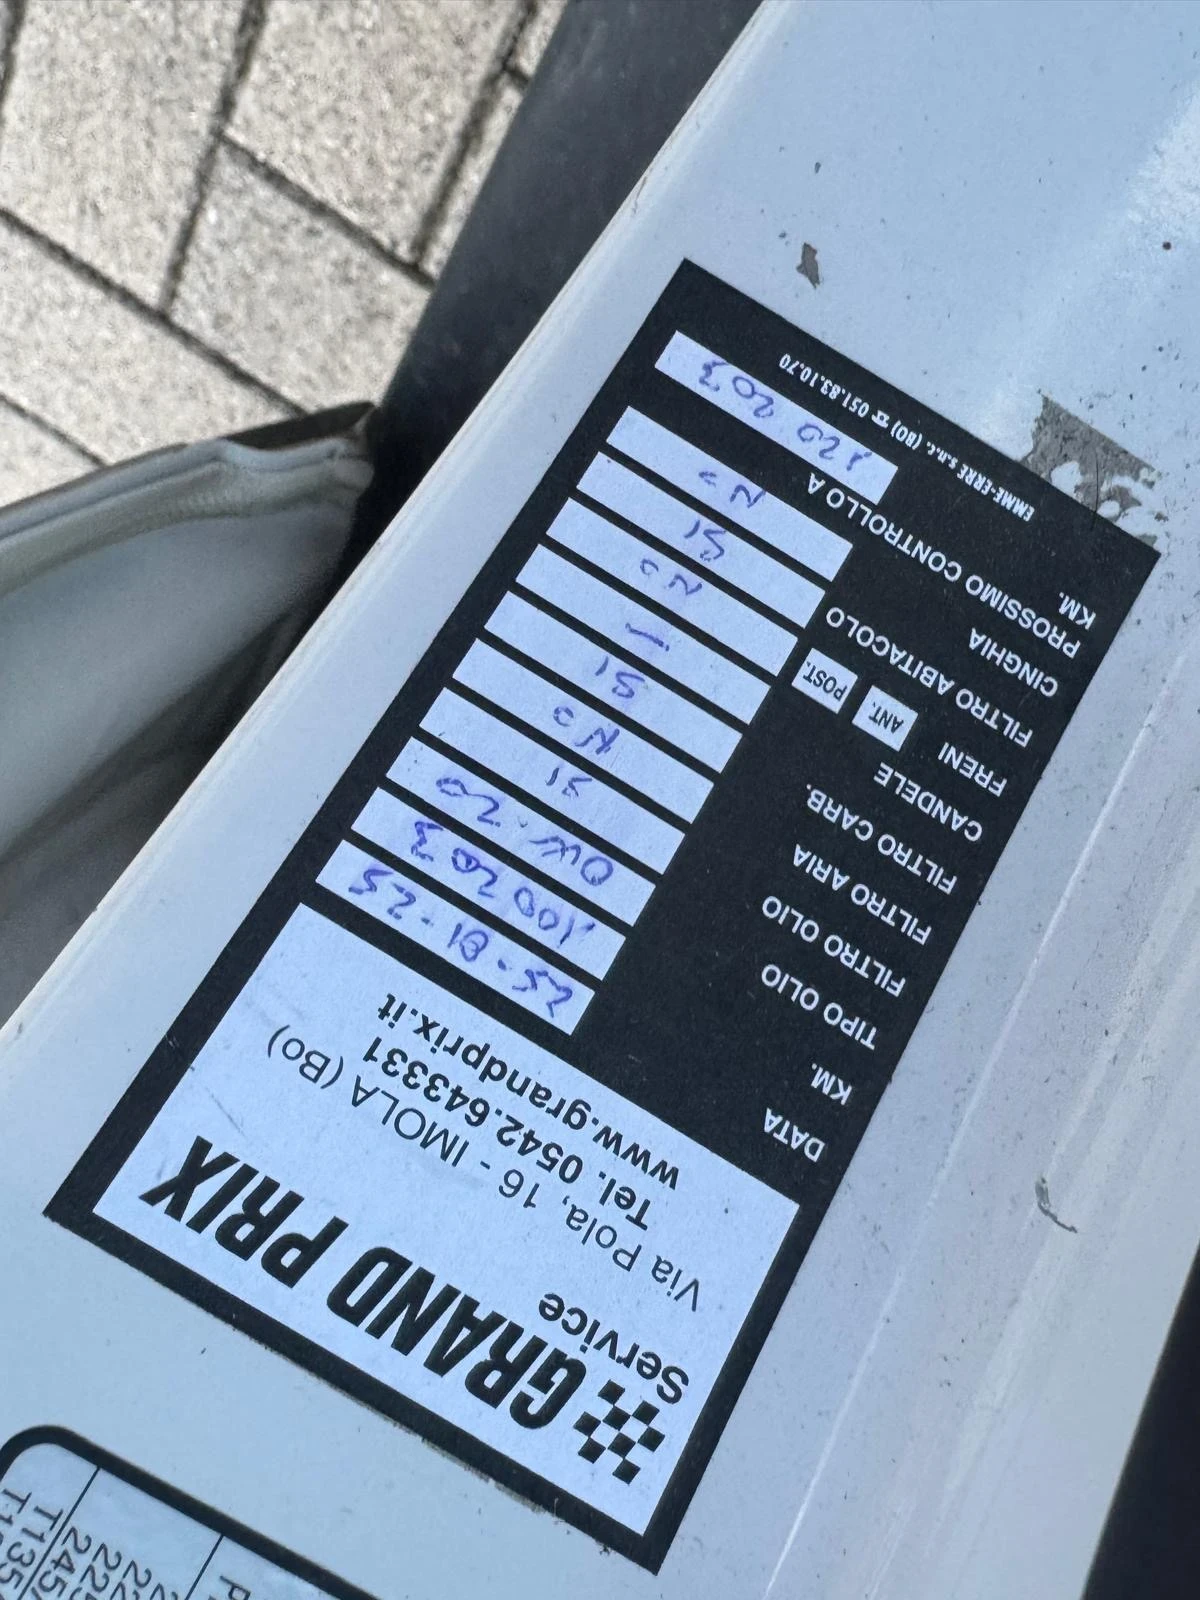 GRAND PRIX
Service
Via Pola, 16 - IMOLA (Bo)
Tel. 0542.643331
www.grandprix.it
DATA 25-01-25
KM. 100203
TIPO OLIO 0W-20
FILTRO OLIO SI
FILTRO ARIA NO
FILTRO CARB. SI
CANDELE —
FRENI ANT. POST. NO
FILTRO ABITACOLO SI
CINGHIA NO
PROSSIMO CONTROLLO A
KM. 120 203
EMME-ERRE s.n.c. (BO) ☎ 051.83.10.70